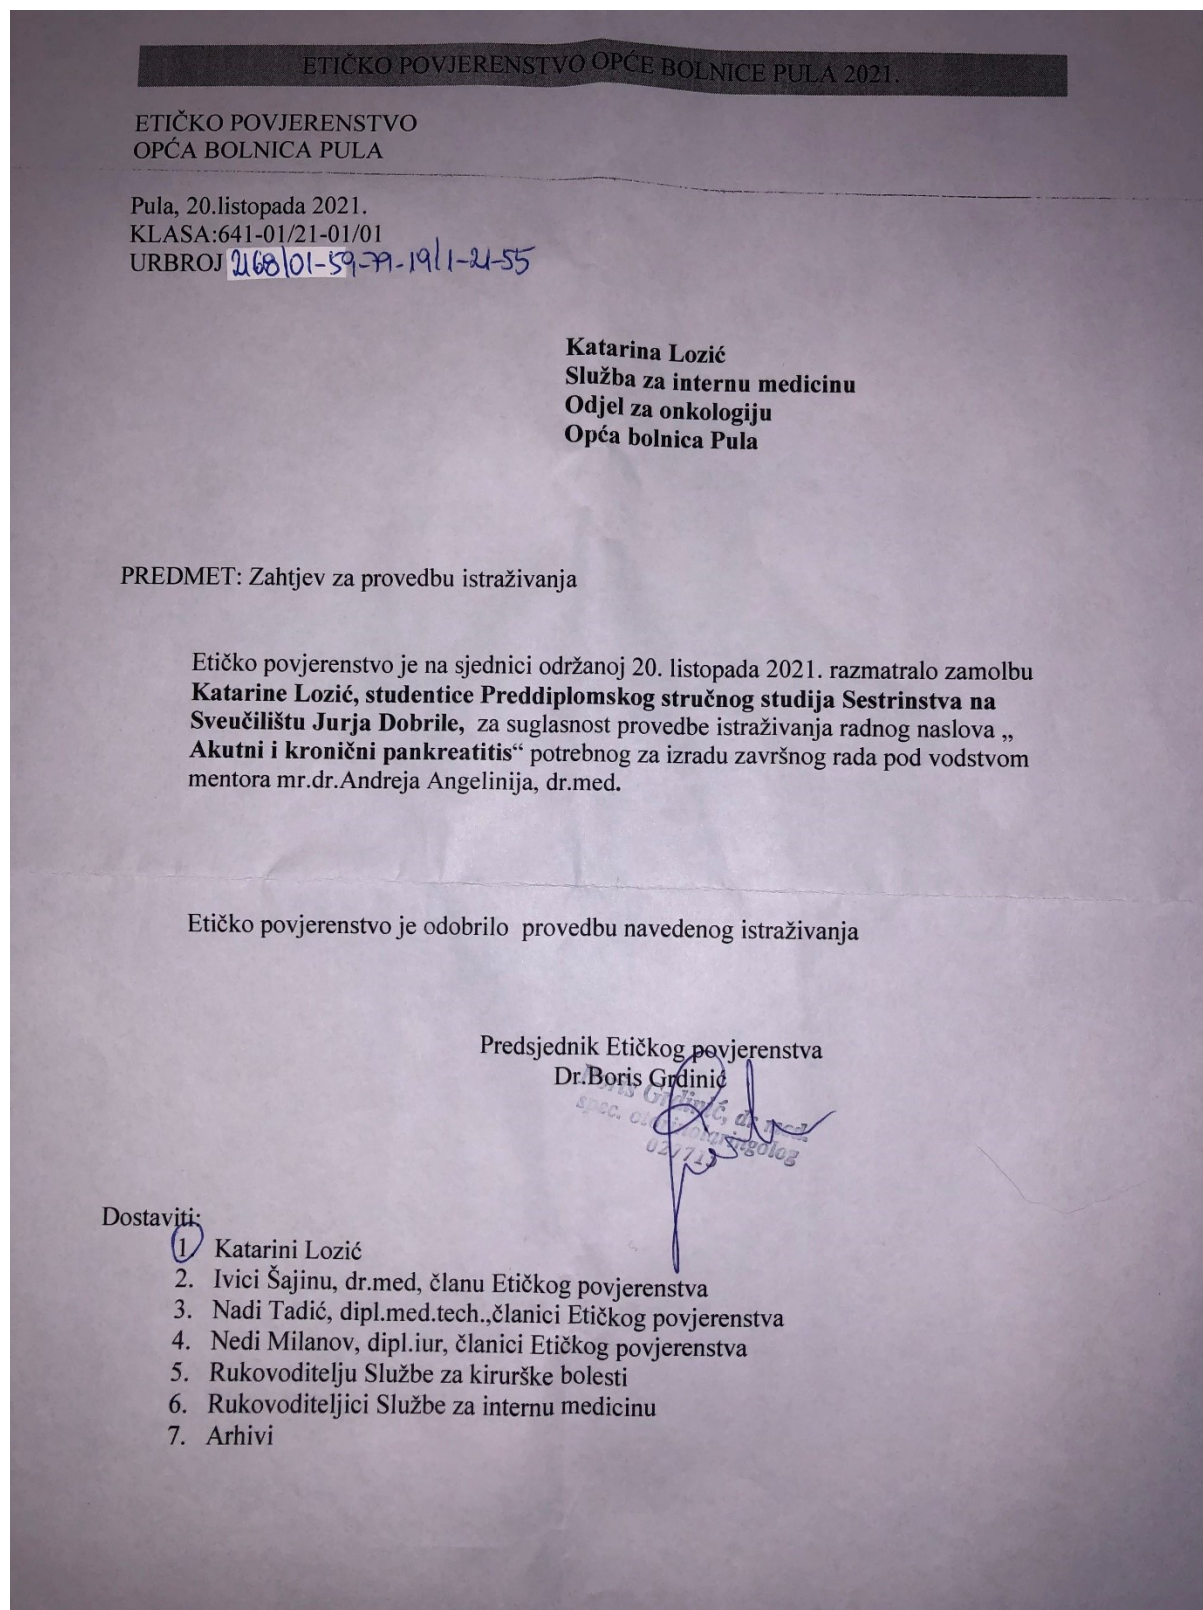 ETIČKO POVJERENSTVO OPĆE BOLNICE PULA 2021.
ETIČKO POVJERENSTVO
OPĆA BOLNICA PULA
Pula, 20.listopada 2021.
KLASA:641-01/21-01/01
URBROJ 2168/01-59-79-19/1-21-55
Katarina Lozić
Služba za internu medicinu
Odjel za onkologiju
Opća bolnica Pula
PREDMET: Zahtjev za provedbu istraživanja
Etičko povjerenstvo je na sjednici održanoj 20. listopada 2021. razmatralo zamolbu
Katarine Lozić, studentice Preddiplomskog stručnog studija Sestrinstva na
Sveučilištu Jurja Dobrile, za suglasnost provedbe istraživanja radnog naslova „
Akutni i kronični pankreatitis“ potrebnog za izradu završnog rada pod vodstvom
mentora mr.dr.Andreja Angelinija, dr.med.
Etičko povjerenstvo je odobrilo provedbu navedenog istraživanja
Predsjednik Etičkog povjerenstva
Dr.Boris Grdinić
Boris Grdinić, dr. med.
spec. otorinolaringolog
Dostaviti:
1. Katarini Lozić
2. Ivici Šajinu, dr.med, članu Etičkog povjerenstva
3. Nadi Tadić, dipl.med.tech.,članici Etičkog povjerenstva
4. Nedi Milanov, dipl.iur, članici Etičkog povjerenstva
5. Rukovoditelju Službe za kirurške bolesti
6. Rukovoditeljici Službe za internu medicinu
7. Arhivi